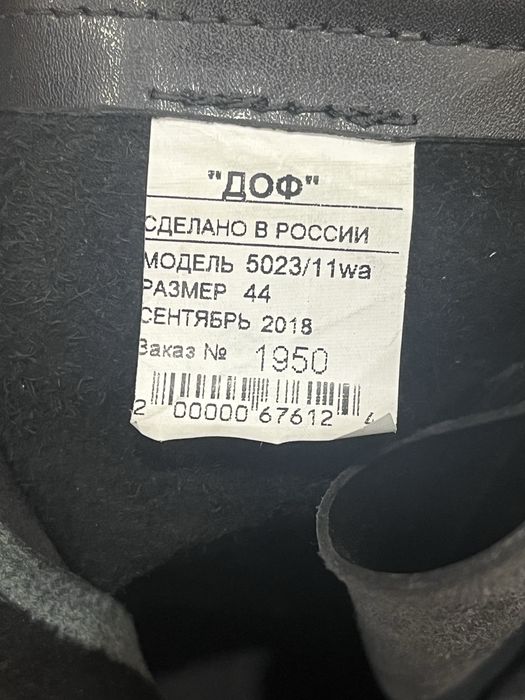 "ДОФ"
СДЕЛАНО В РОССИИ
МОДЕЛЬ 5023/11wa
РАЗМЕР 44
СЕНТЯБРЬ 2018
Заказ № 1950
2 00000 67612